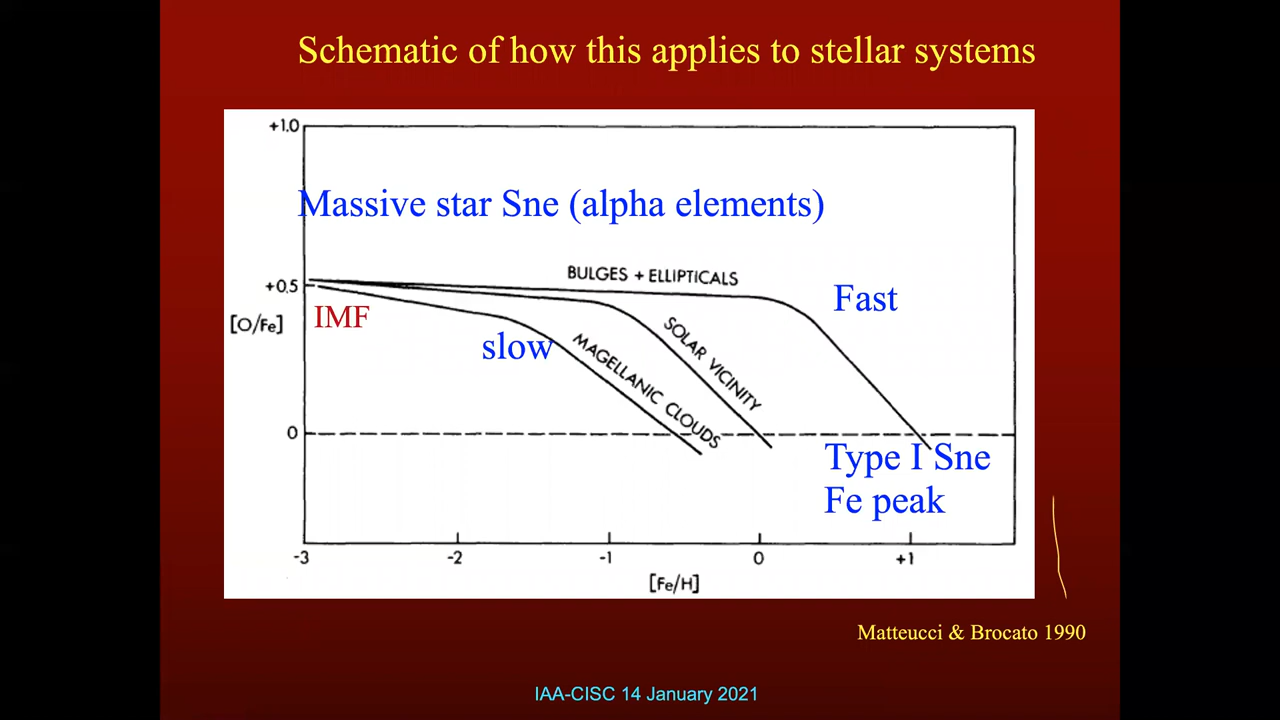 Schematic of how this applies to stellar systems
+1.0
Massive star Sne (alpha elements)
BULGES + ELLIPTICALS
+0.5
Fast
[O/Fe]
IMF
slow
SOLAR VICINITY
MAGELLANIC CLOUDS
0
Type I Sne
Fe peak
-3 -2 -1 0 +1
[Fe/H]
Matteucci & Brocato 1990
IAA-CISC 14 January 2021